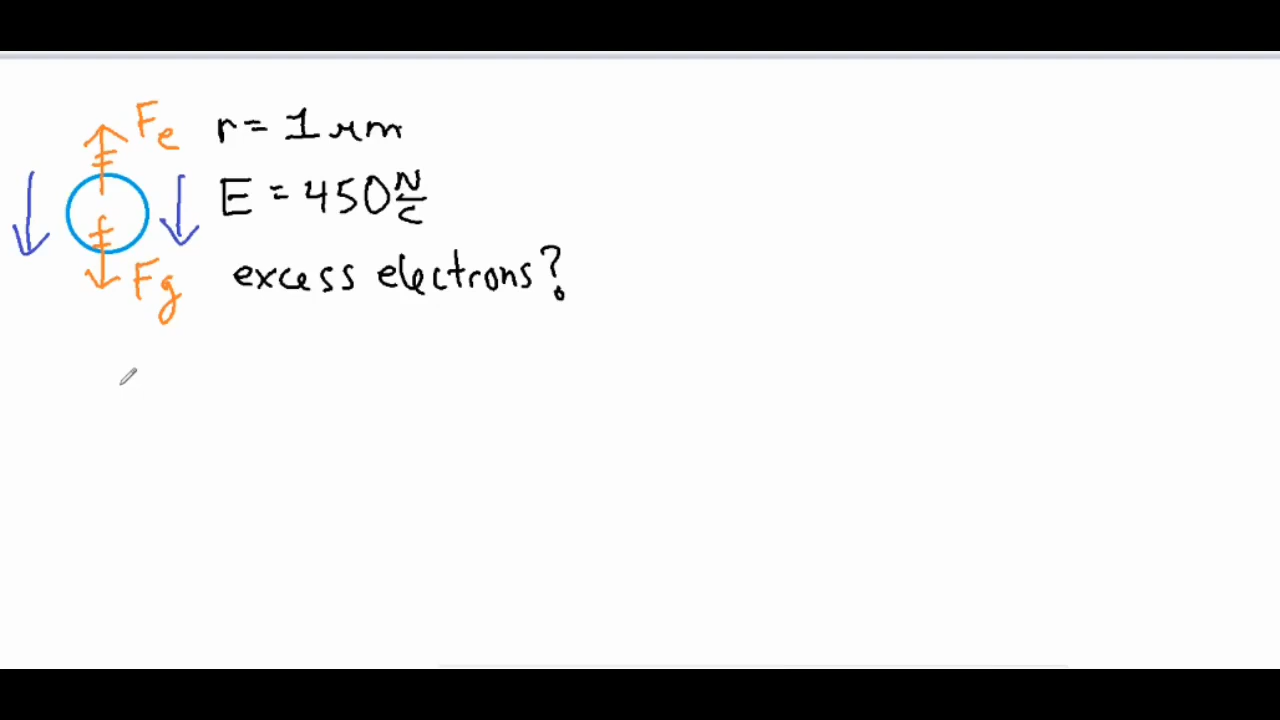 Fe
r = 1 μm
E = 450 N/C
Fg
excess electrons?